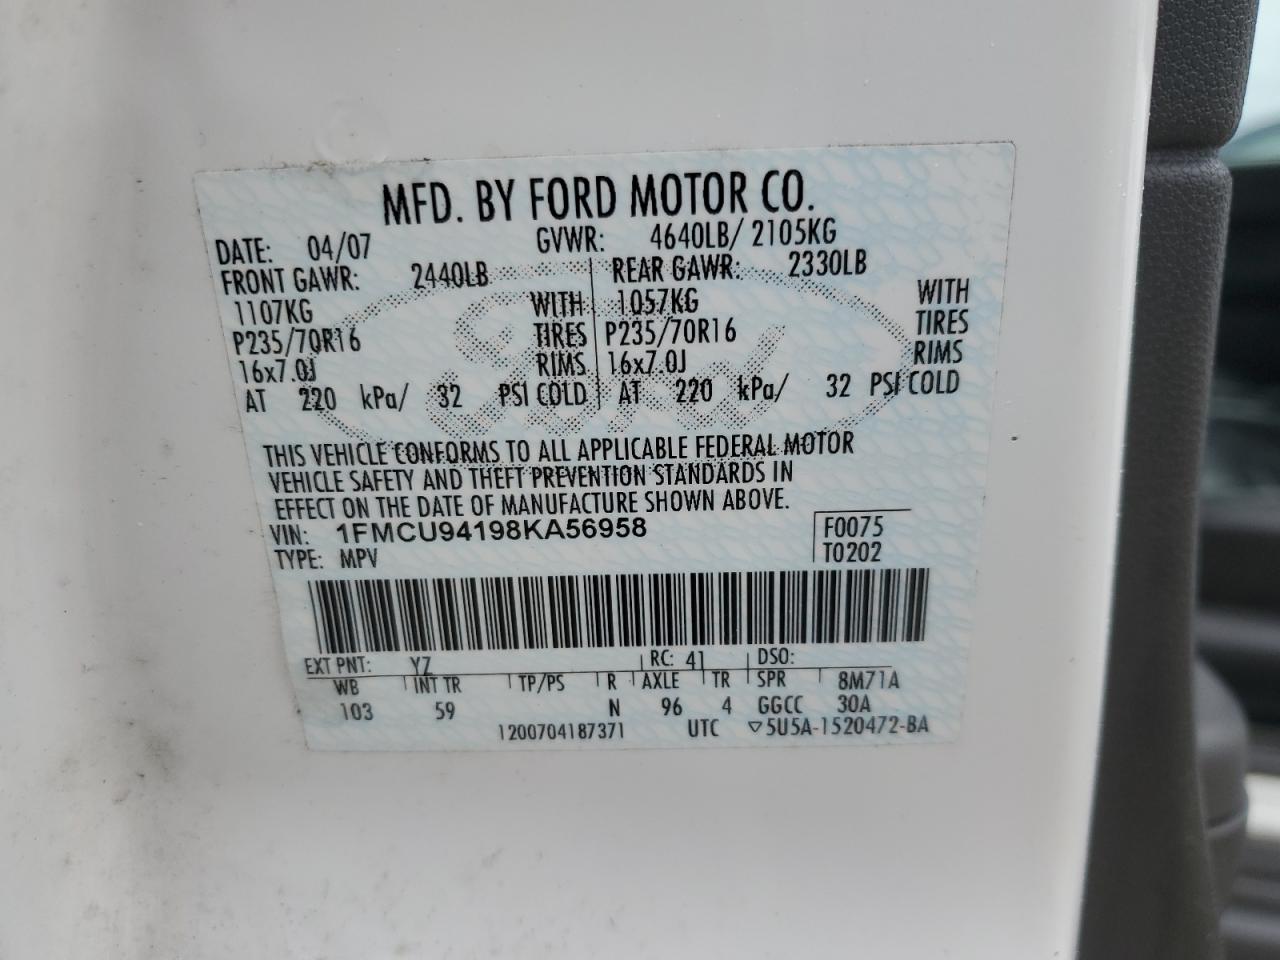 MFD. BY FORD MOTOR CO.
DATE: 04/07 GVWR: 4640LB/ 2105KG
FRONT GAWR: 2440LB REAR GAWR: 2330LB
1107KG WITH 1057KG WITH
P235/70R16 TIRES P235/70R16 TIRES
16x7.0J RIMS 16x7.0J RIMS
AT 220 kPa/ 32 PSI COLD AT 220 kPa/ 32 PSI COLD
Ford
THIS VEHICLE CONFORMS TO ALL APPLICABLE FEDERAL MOTOR
VEHICLE SAFETY AND THEFT PREVENTION STANDARDS IN
EFFECT ON THE DATE OF MANUFACTURE SHOWN ABOVE.
VIN: 1FMCU94198KA56958 F0075
TYPE: MPV T0202
EXT PNT: YZ RC: 41 DSO:
WB INT TR TP/PS R AXLE TR SPR 8M71A
103 59 N 96 4 GGCC 30A
1200704187371 UTC ▽5U5A-1520472-BA